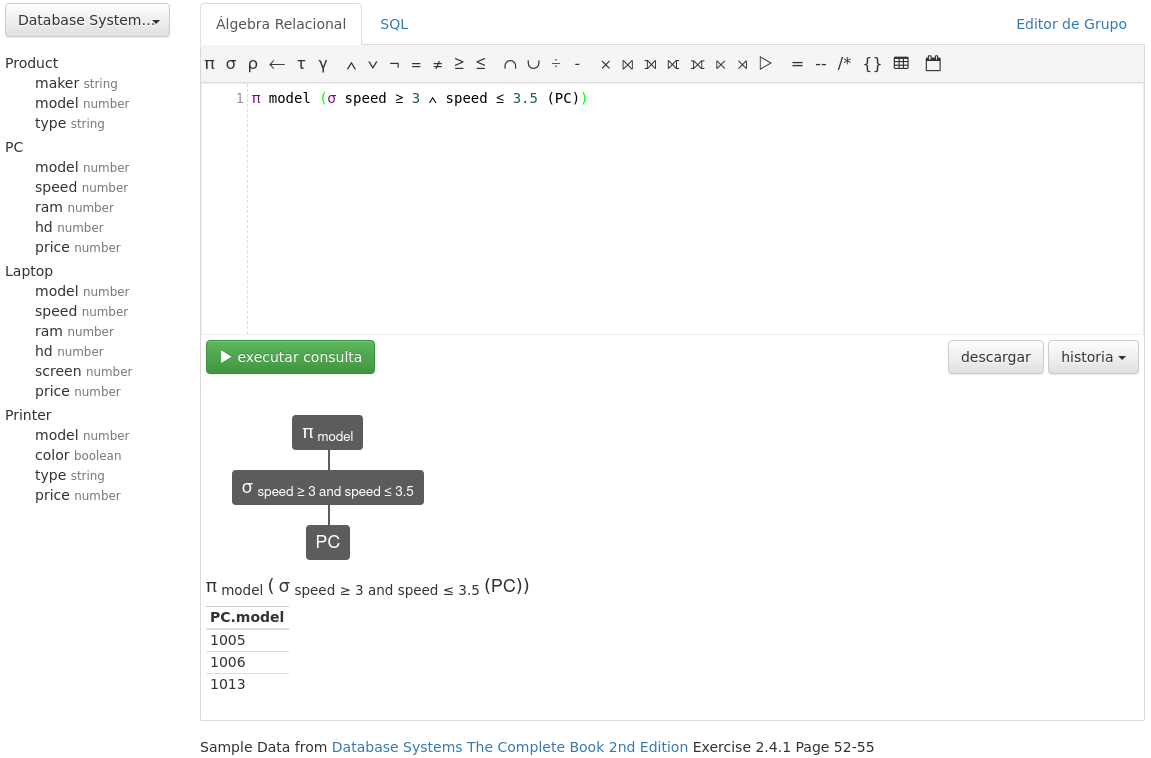 Database System...
Álgebra Relacional SQL Editor de Grupo
π σ ρ ← τ γ ∧ ∨ ¬ = ≠ ≥ ≤ ∩ ∪ ÷ - × ⨝ ⟕ ⟖ ⟗ ⋉ ⋊ ▷ = -- /* {}
Product
maker string
model number
type string
PC
model number
speed number
ram number
hd number
price number
Laptop
model number
speed number
ram number
hd number
screen number
price number
Printer
model number
color boolean
type string
price number
1 π model (σ speed ≥ 3 ∧ speed ≤ 3.5 (PC))
executar consulta descargar historia
π model
σ speed ≥ 3 and speed ≤ 3.5
PC
π model ( σ speed ≥ 3 and speed ≤ 3.5 (PC))
PC.model
1005
1006
1013
Sample Data from Database Systems The Complete Book 2nd Edition Exercise 2.4.1 Page 52-55